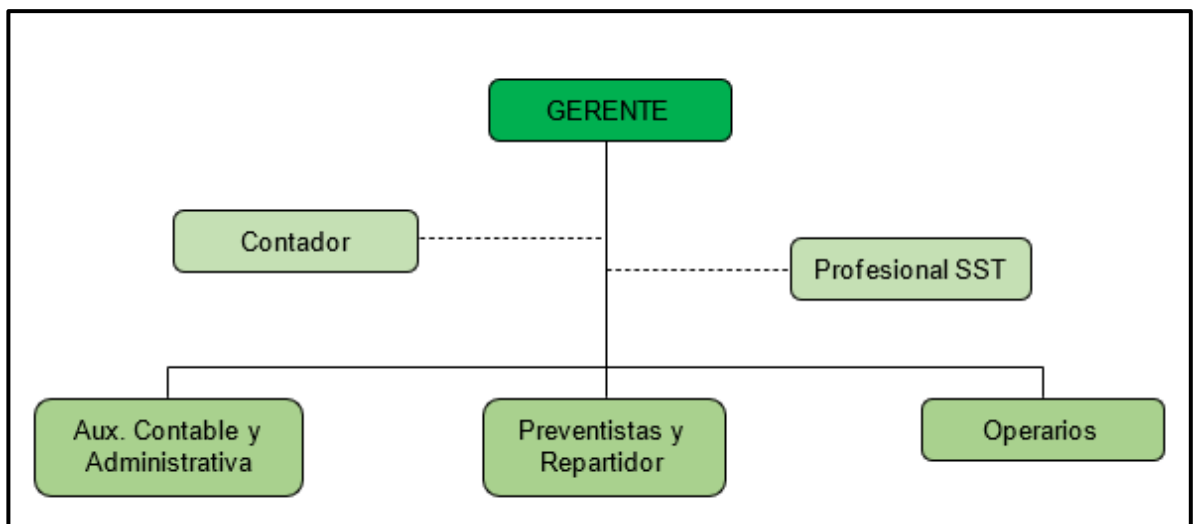 GERENTE
Contador
Profesional SST
Aux. Contable y
Administrativa
Preventistas y
Repartidor
Operarios